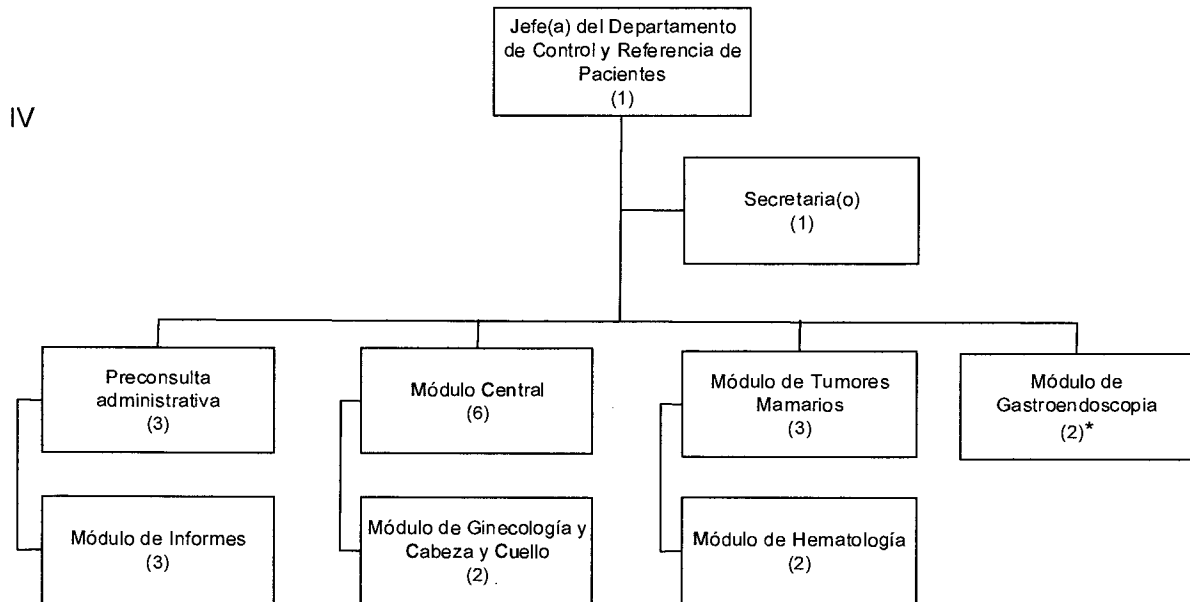 Jefe(a) del Departamento
de Control y Referencia de
Pacientes
(1)
IV
Secretaria(o)
(1)
Preconsulta
administrativa
(3)
Módulo Central
(6)
Módulo de Tumores
Mamarios
(3)
Módulo de
Gastroendoscopia
(2)*
Módulo de Informes
(3)
Módulo de Ginecología y
Cabeza y Cuello
(2)
Módulo de Hematología
(2)